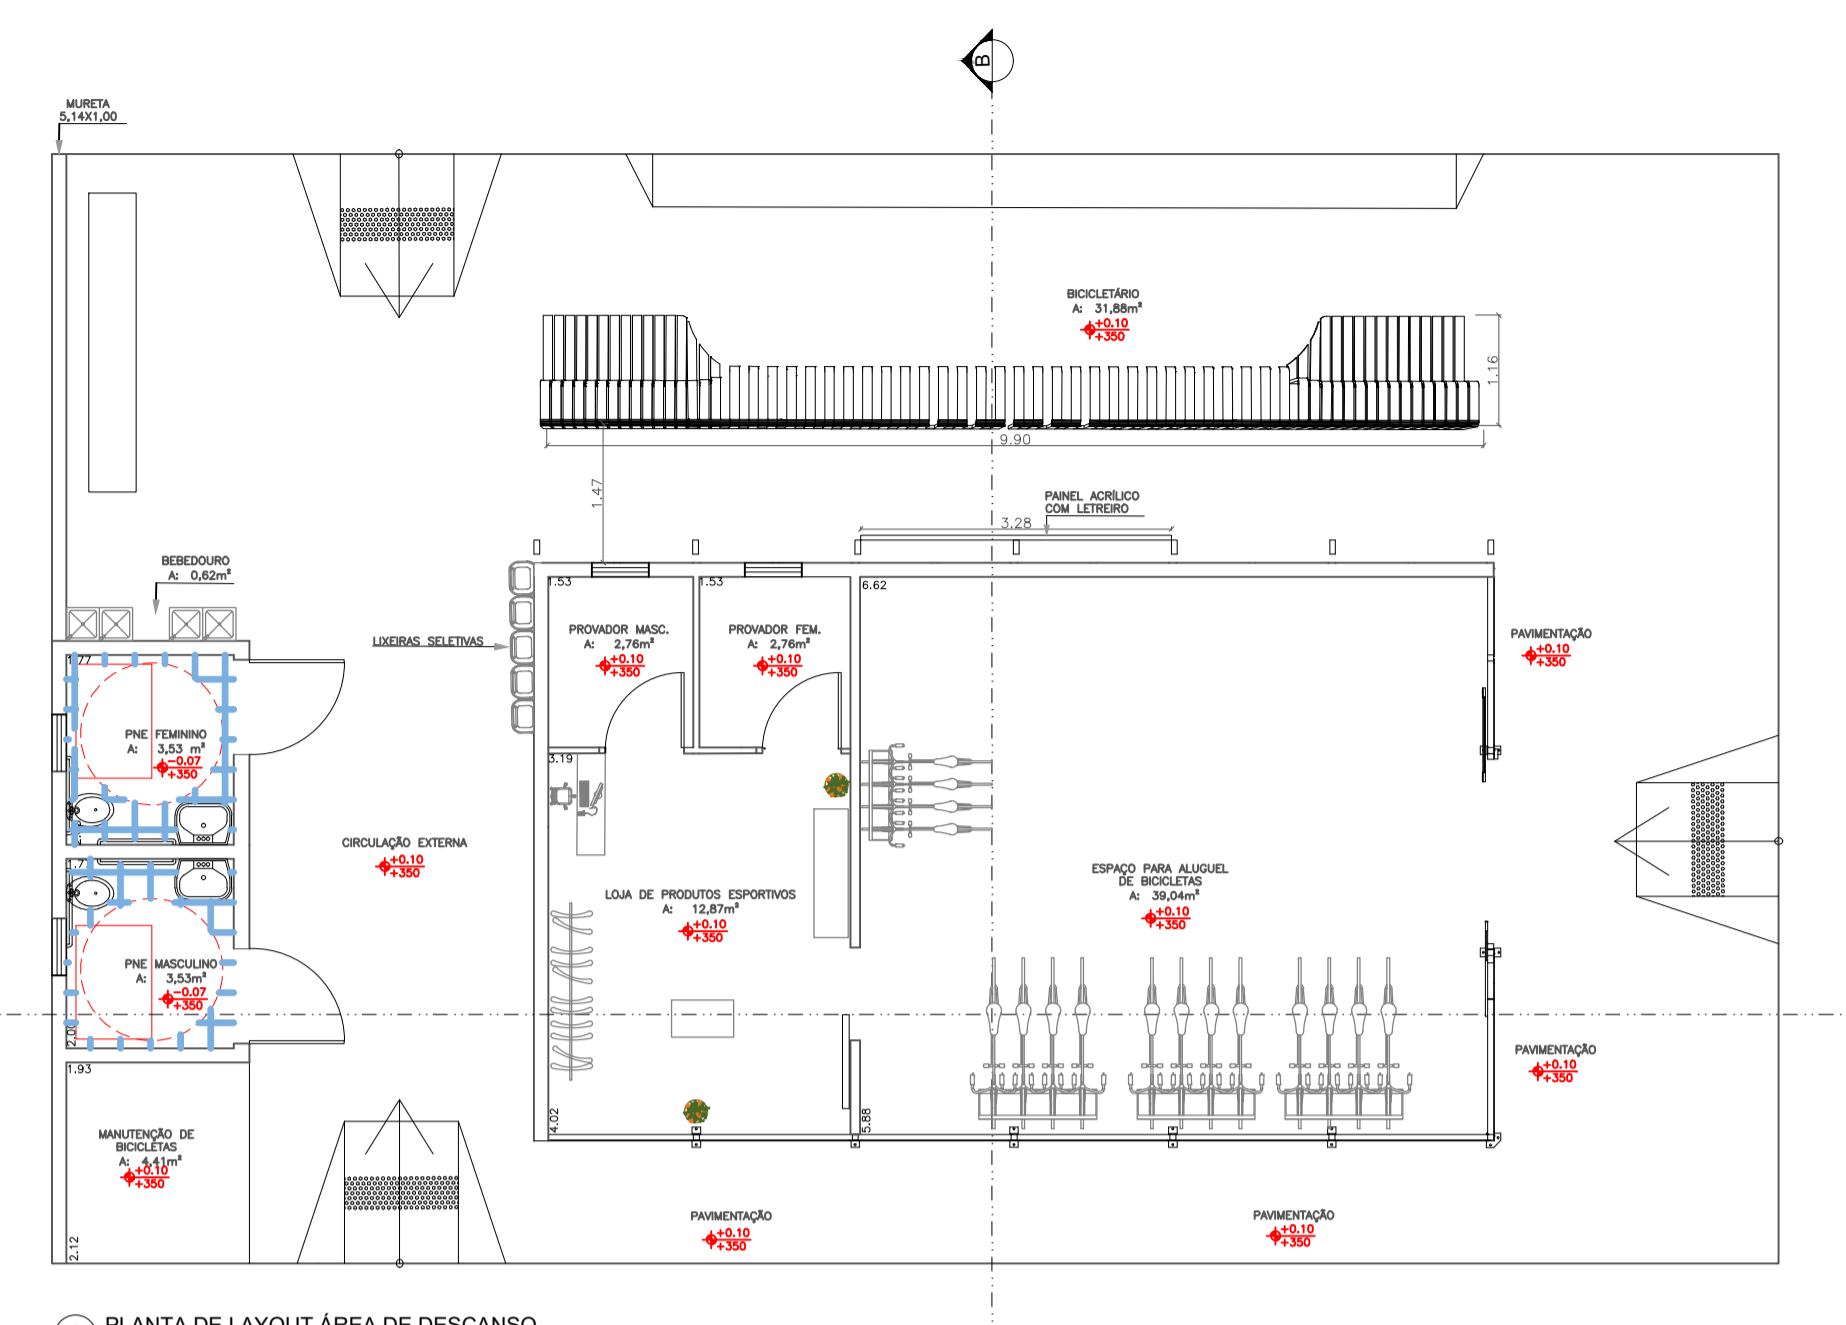 B
MURETA
5,14X1,00
BICICLETÁRIO
A: 31,88m²
+0.10
+350
1.16
9.90
1.47
PAINEL ACRÍLICO
COM LETREIRO
3.28
BEBEDOURO
A: 0,62m²
LIXEIRAS SELETIVAS
1.53
1.53
6.62
PROVADOR MASC.
A: 2,76m²
+0.10
+350
PROVADOR FEM.
A: 2,76m²
+0.10
+350
PAVIMENTAÇÃO
+0.10
+350
1.77
PNE FEMININO
A: 3,53 m²
-0.07
+350
3.19
CIRCULAÇÃO EXTERNA
+0.10
+350
LOJA DE PRODUTOS ESPORTIVOS
A: 12,87m²
+0.10
+350
ESPAÇO PARA ALUGUEL
DE BICICLETAS
A: 39,04m²
+0.10
+350
PNE MASCULINO
A: 3,53m²
-0.07
+350
1.93
4.02
5.88
PAVIMENTAÇÃO
+0.10
+350
MANUTENÇÃO DE
BICICLETAS
A: 4,41m²
+0.10
+350
2.12
PAVIMENTAÇÃO
+0.10
+350
PAVIMENTAÇÃO
+0.10
+350
PLANTA DE LAYOUT ÁREA DE DESCANSO